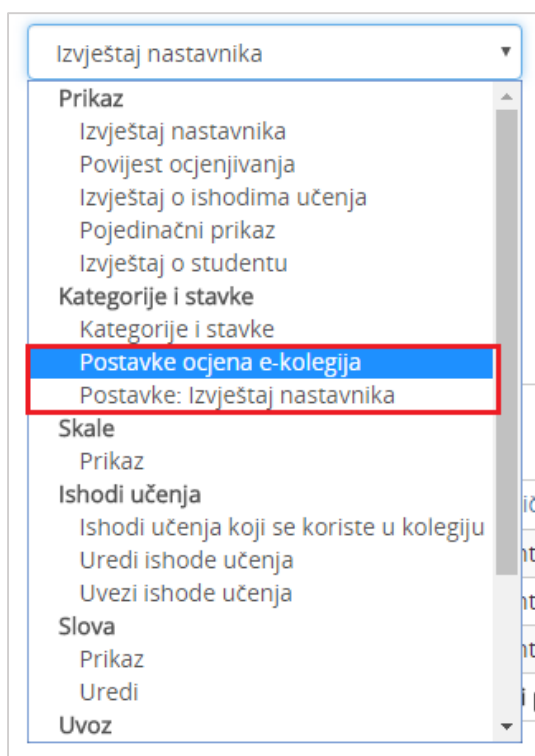 Izvještaj nastavnika
Prikaz
Izvještaj nastavnika
Povijest ocjenjivanja
Izvještaj o ishodima učenja
Pojedinačni prikaz
Izvještaj o studentu
Kategorije i stavke
Kategorije i stavke
Postavke ocjena e-kolegija
Postavke: Izvještaj nastavnika
Skale
Prikaz
Ishodi učenja
Ishodi učenja koji se koriste u kolegiju
Uredi ishode učenja
Uvezi ishode učenja
Slova
Prikaz
Uredi
Uvoz